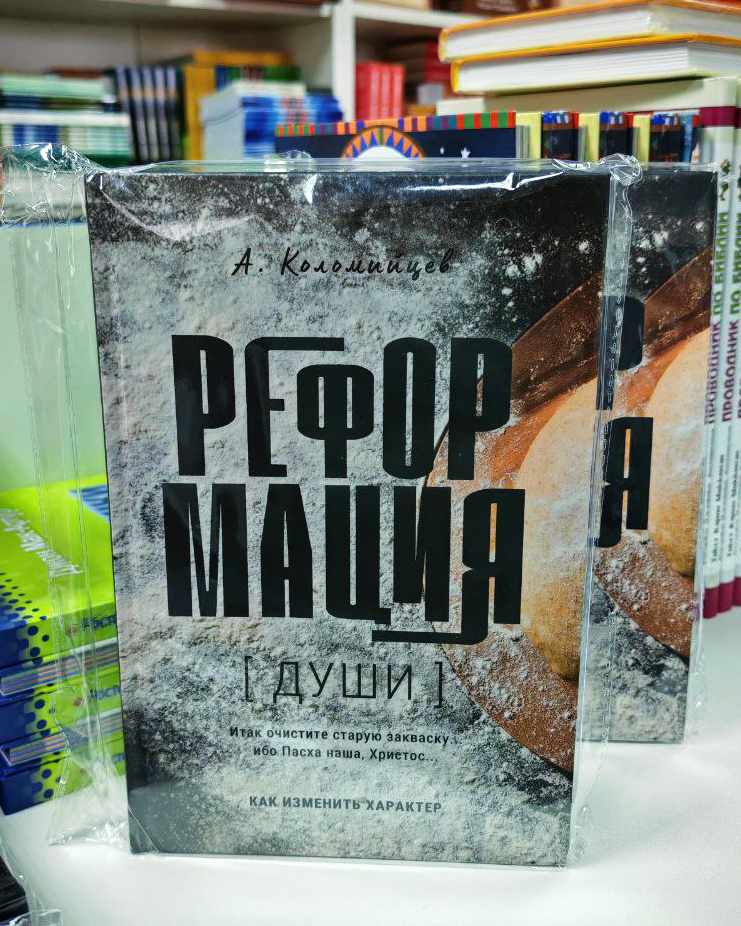 А. Коломийцев
РЕФОР
МАЦИЯ
[ ДУШИ ]
Итак очистите старую закваску...
ибо Пасха наша, Христос...
КАК ИЗМЕНИТЬ ХАРАКТЕР
Р
Я
ПРОВОДНИК ПО БИБЛИИ
ПРОВОДНИК ПО БИБЛИИ